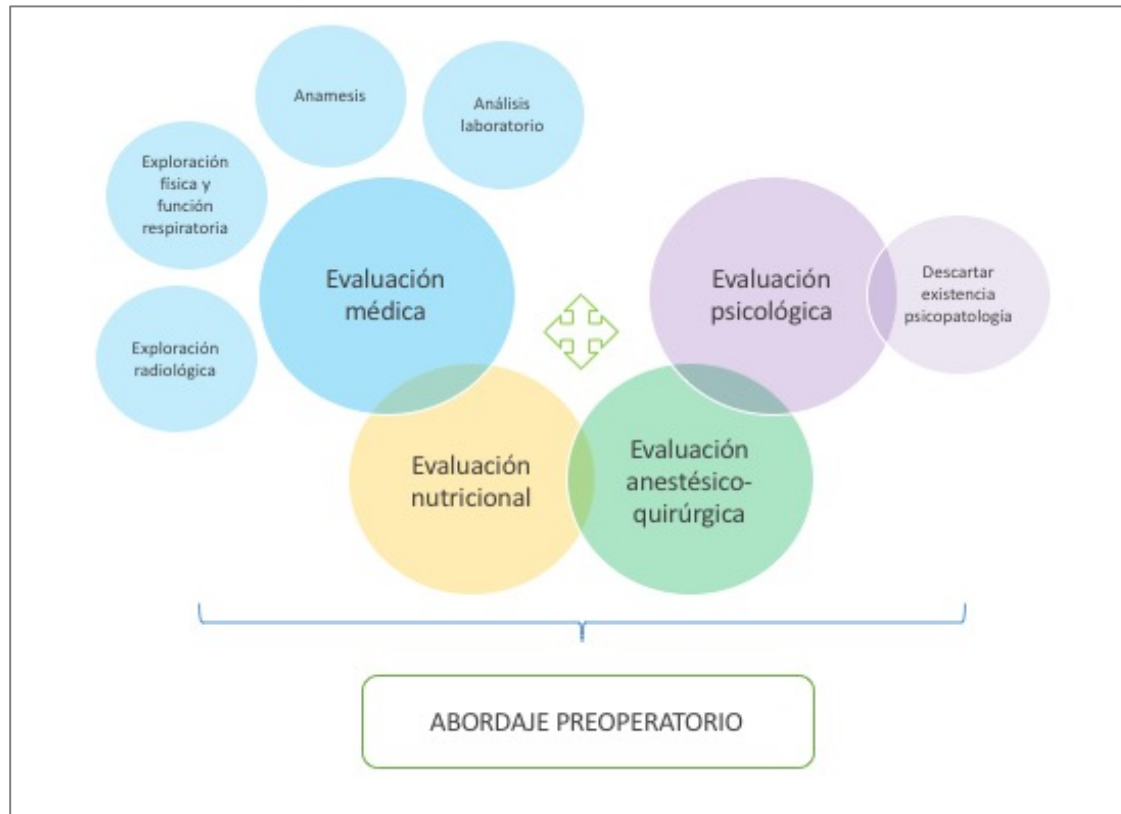 Anamesis
Análisis
laboratorio
Exploración
física y
función
respiratoria
Evaluación
médica
Evaluación
psicológica
Descartar
existencia
psicopatología
Exploración
radiológica
Evaluación
nutricional
Evaluación
anestésico-
quirúrgica
ABORDAJE PREOPERATORIO